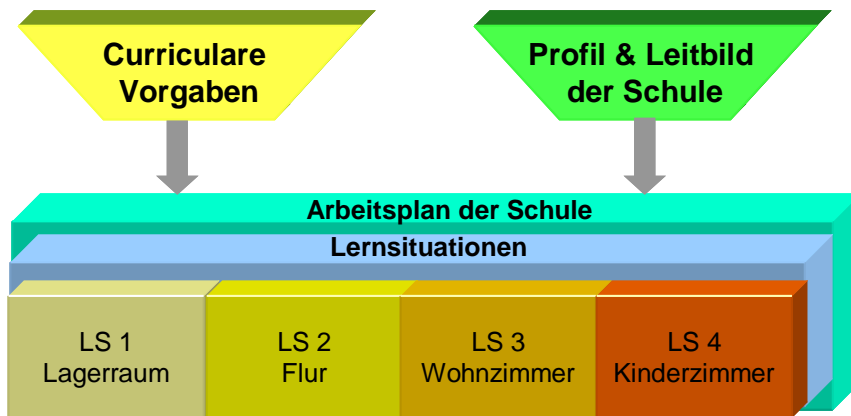 Curriculare
Vorgaben
Profil & Leitbild
der Schule
Arbeitsplan der Schule
Lernsituationen
LS 1
Lagerraum
LS 2
Flur
LS 3
Wohnzimmer
LS 4
Kinderzimmer